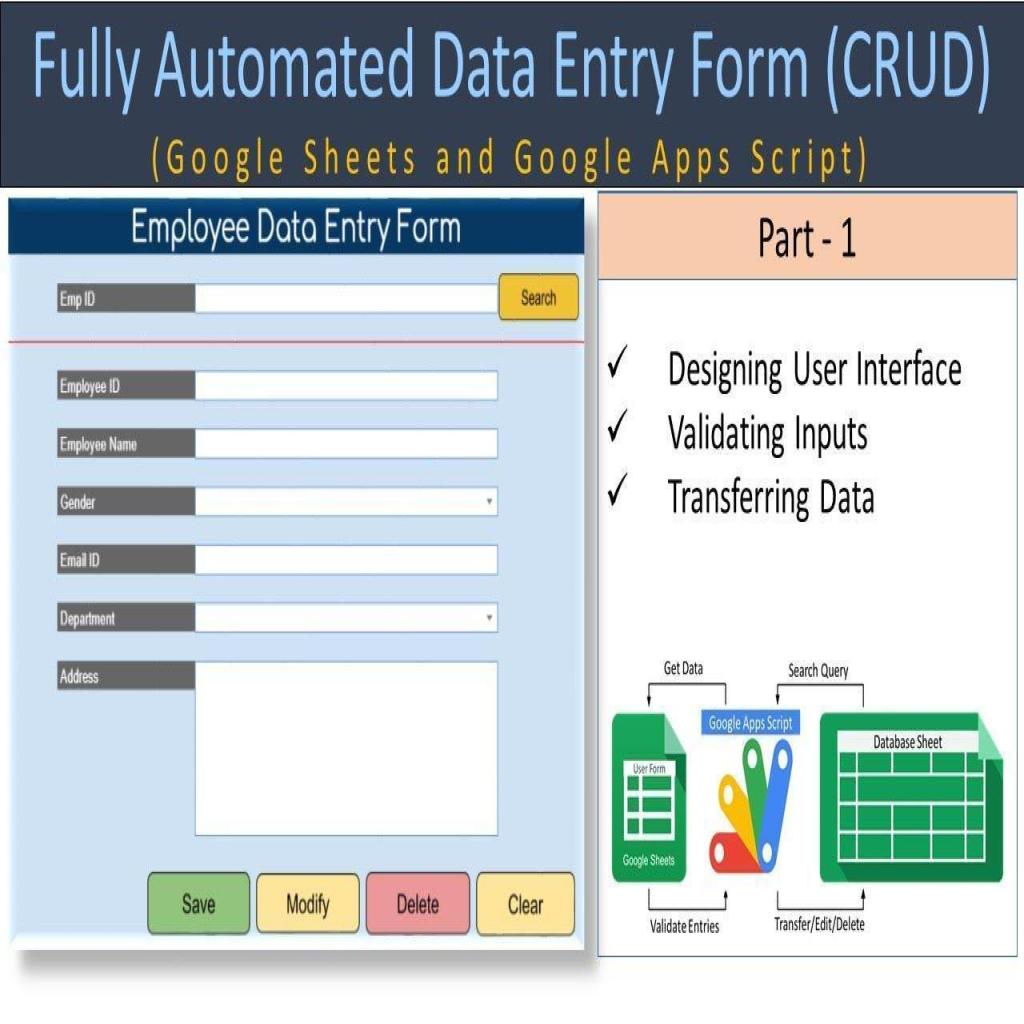 Fully Automated Data Entry Form (CRUD)
(Google Sheets and Google Apps Script)
Employee Data Entry Form
Emp ID
Search
Employee ID
Employee Name
Gender
Email ID
Department
Address
Save
Modify
Delete
Clear
Part - 1
✓ Designing User Interface
✓ Validating Inputs
✓ Transferring Data
Get Data
Search Query
Google Apps Script
User Form
Google Sheets
Database Sheet
Validate Entries
Transfer/Edit/Delete